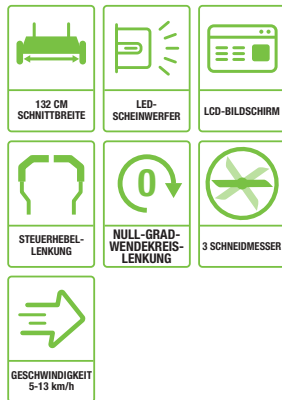 132 CM
SCHNITTBREITE
LED-
SCHEINWERFER
LCD-BILDSCHIRM
STEUERHEBEL-
LENKUNG
0
NULL-GRAD-
WENDEKREIS-
LENKUNG
3 SCHNEIDMESSER
GESCHWINDIGKEIT
5-13 km/h